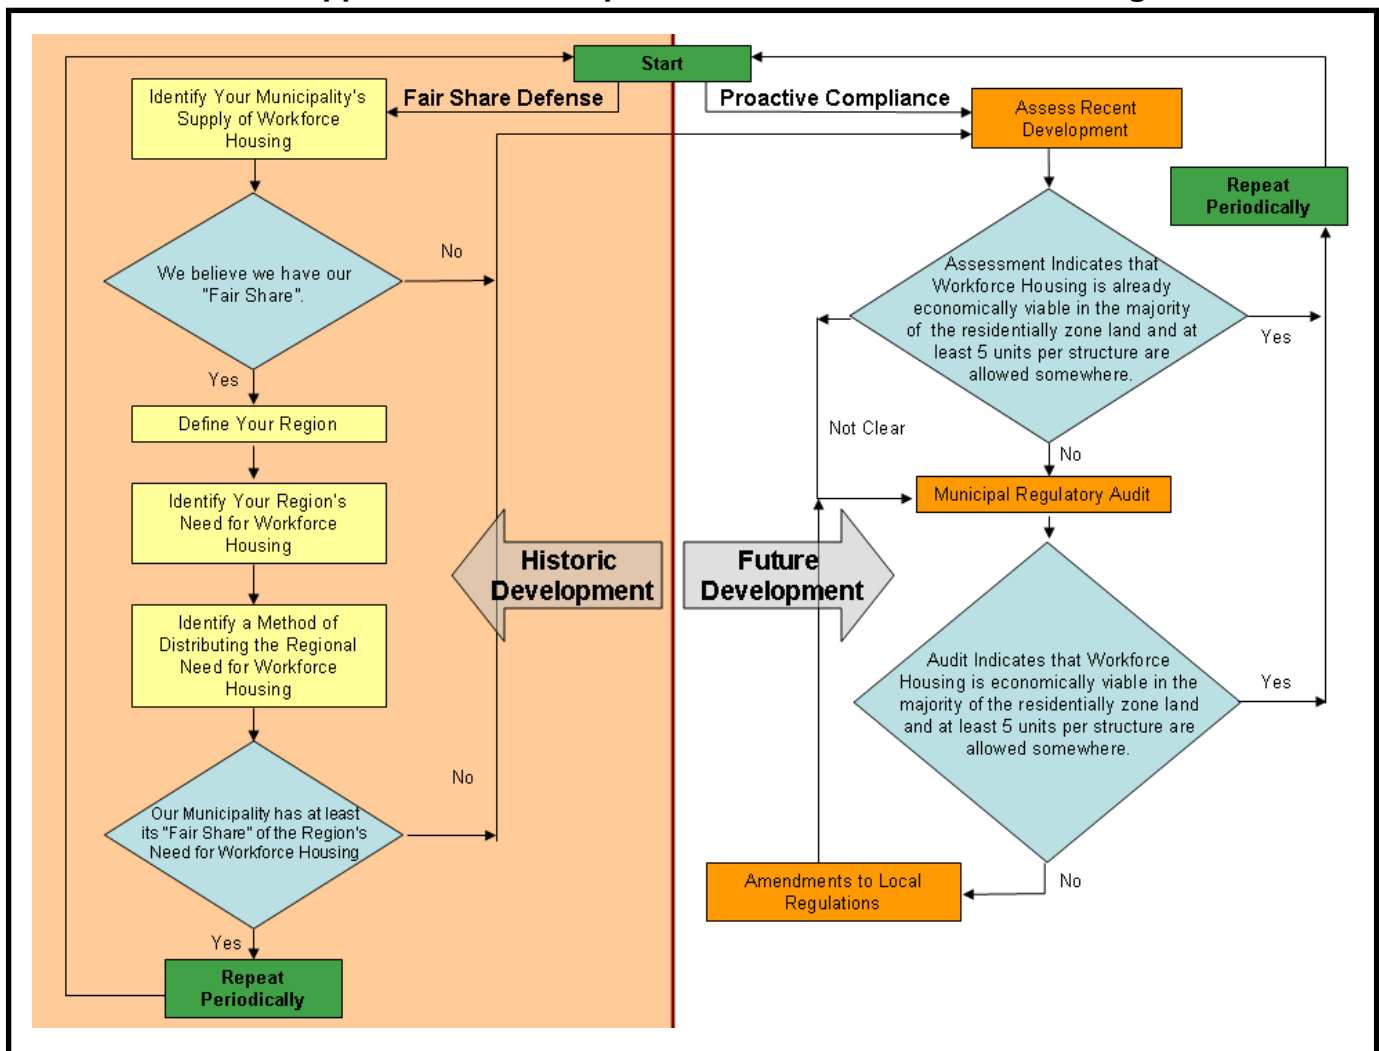 Start
Fair Share Defense
Proactive Compliance
Identify Your Municipality's
Supply of Workforce
Housing
We believe we have our
"Fair Share".
No
Yes
Define Your Region
Identify Your Region's
Need for Workforce
Housing
Identify a Method of
Distributing the Regional
Need for Workforce
Housing
Our Municipality has at least
its "Fair Share" of the Region's
Need for Workforce Housing
No
Yes
Repeat
Periodically
Historic
Development
Future
Development
Assess Recent
Development
Repeat
Periodically
Assessment Indicates that
Workforce Housing is already
economically viable in the majority
of the residentially zone land and at
least 5 units per structure are
allowed somewhere.
Yes
Not Clear
No
Municipal Regulatory Audit
Audit Indicates that Workforce
Housing is economically viable in the
majority of the residentially zone land
and at least 5 units per structure are
allowed somewhere.
Yes
No
Amendments to Local
Regulations